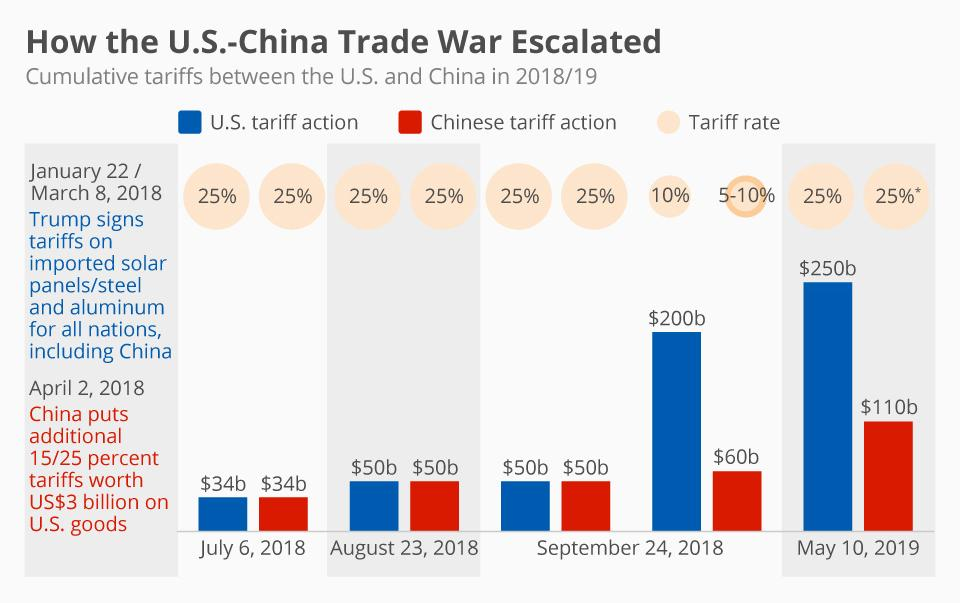 How the U.S.-China Trade War Escalated
Cumulative tariffs between the U.S. and China in 2018/19
U.S. tariff action
Chinese tariff action
Tariff rate
January 22 /
March 8, 2018
Trump signs
tariffs on
imported solar
panels/steel
and aluminum
for all nations,
including China
April 2, 2018
China puts
additional
15/25 percent
tariffs worth
US$3 billion on
U.S. goods
25%
25%
25%
25%
25%
25%
10%
5-10%
25%
25%*
$34b
$34b
$50b
$50b
$50b
$50b
$200b
$60b
$250b
$110b
July 6, 2018
August 23, 2018
September 24, 2018
May 10, 2019